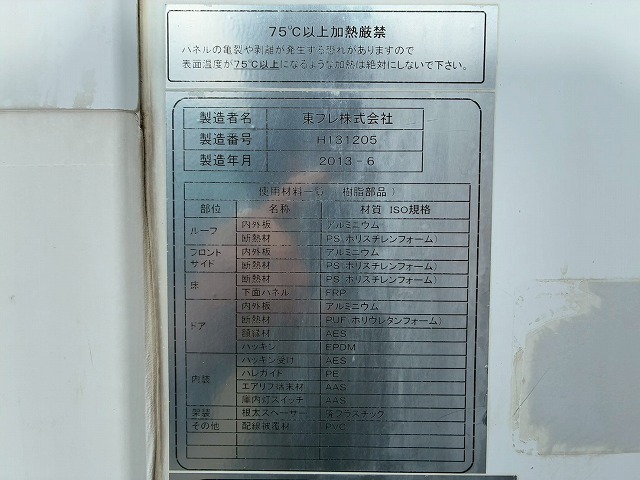 75℃以上加熱厳禁
パネルの亀裂や剥離が発生する恐れがありますので
表面温度が75℃以上になるような加熱は絶対にしないで下さい。
製造者名 東プレ株式会社
製造番号 H131205
製造年月 2013-6
使用材料一覧 (樹脂部品)
部位 名称 材質 ISO規格
ルーフ 内外板 アルミニウム
断熱材 PS(ポリスチレンフォーム)
フロント サイド 内外板 アルミニウム
断熱材 PS(ポリスチレンフォーム)
床 断熱材 PS(ポリスチレンフォーム)
下面パネル FRP
ドア 内外板 アルミニウム
断熱材 PUF(ポリウレタンフォーム)
額縁材 AES
パッキン EPDM
内装 パッキン受け AES
バレガイド PE
エアリブ端末材 AAS
庫内灯スイッチ AAS
架装 根太スペーサー 廃プラスチック
その他 配線被覆材 PVC